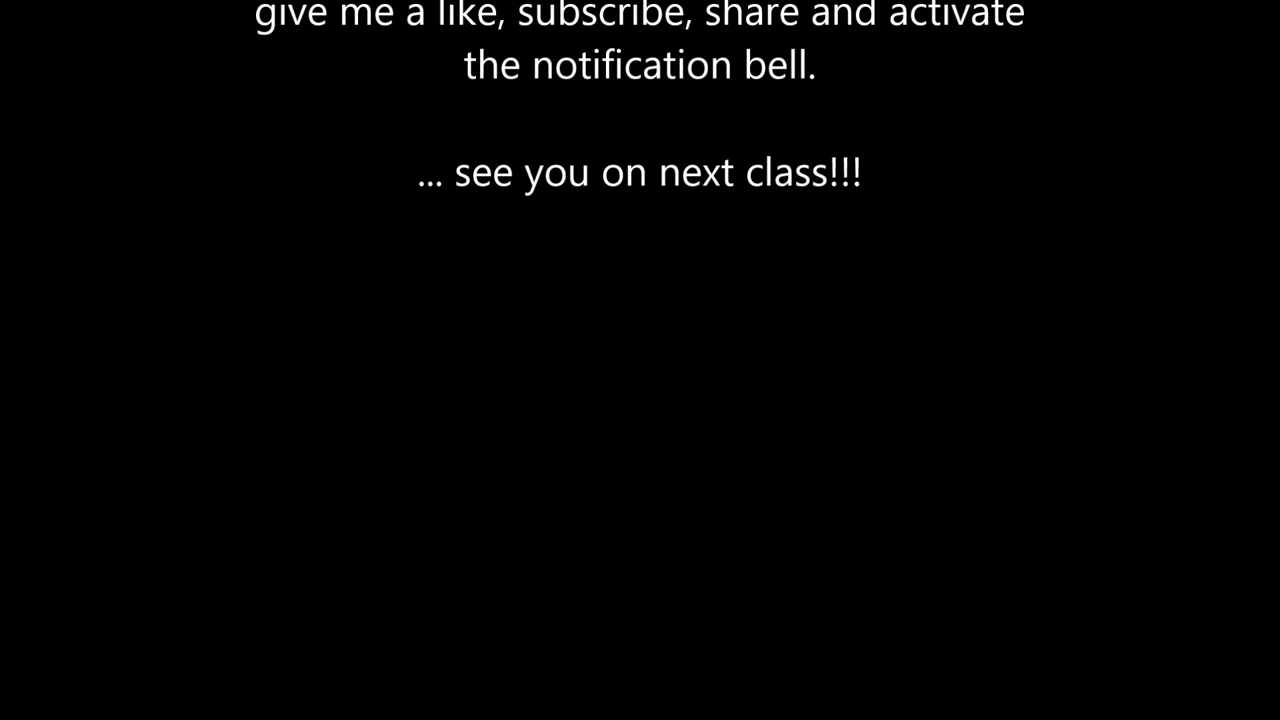 give me a like, subscribe, share and activate
the notification bell.
... see you on next class!!!